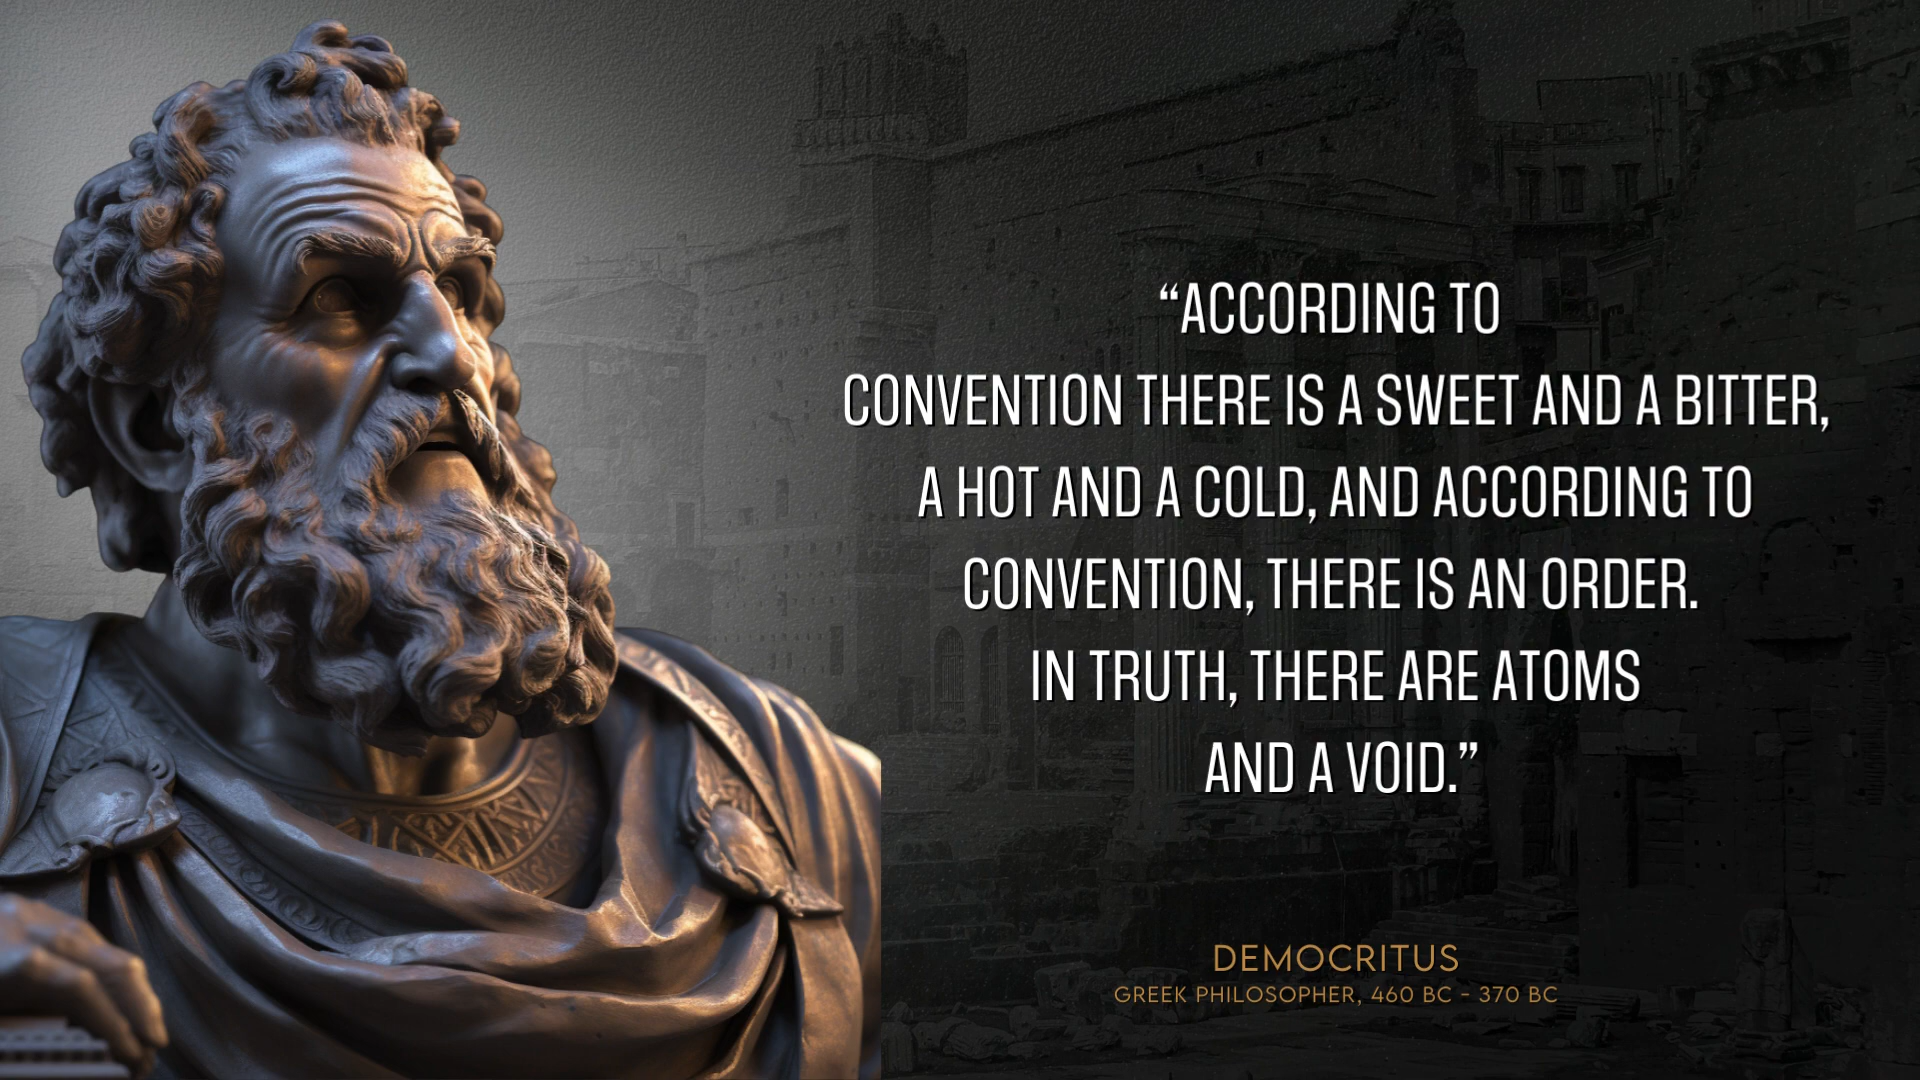 “ACCORDING TO
CONVENTION THERE IS A SWEET AND A BITTER,
A HOT AND A COLD, AND ACCORDING TO
CONVENTION, THERE IS AN ORDER.
IN TRUTH, THERE ARE ATOMS
AND A VOID.”
DEMOCRITUS
GREEK PHILOSOPHER, 460 BC - 370 BC